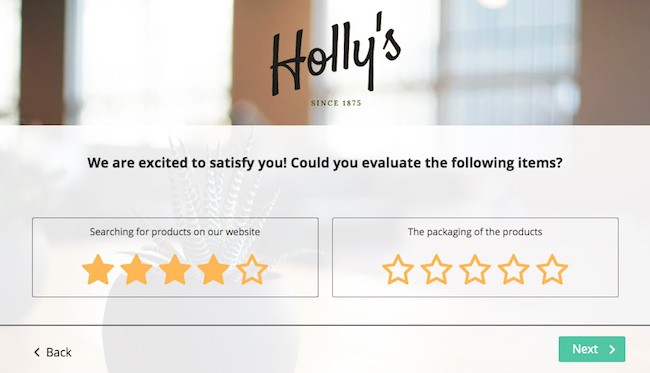 Holly's
SINCE 1875
We are excited to satisfy you! Could you evaluate the following items?
Searching for products on our website
The packaging of the products
Back
Next